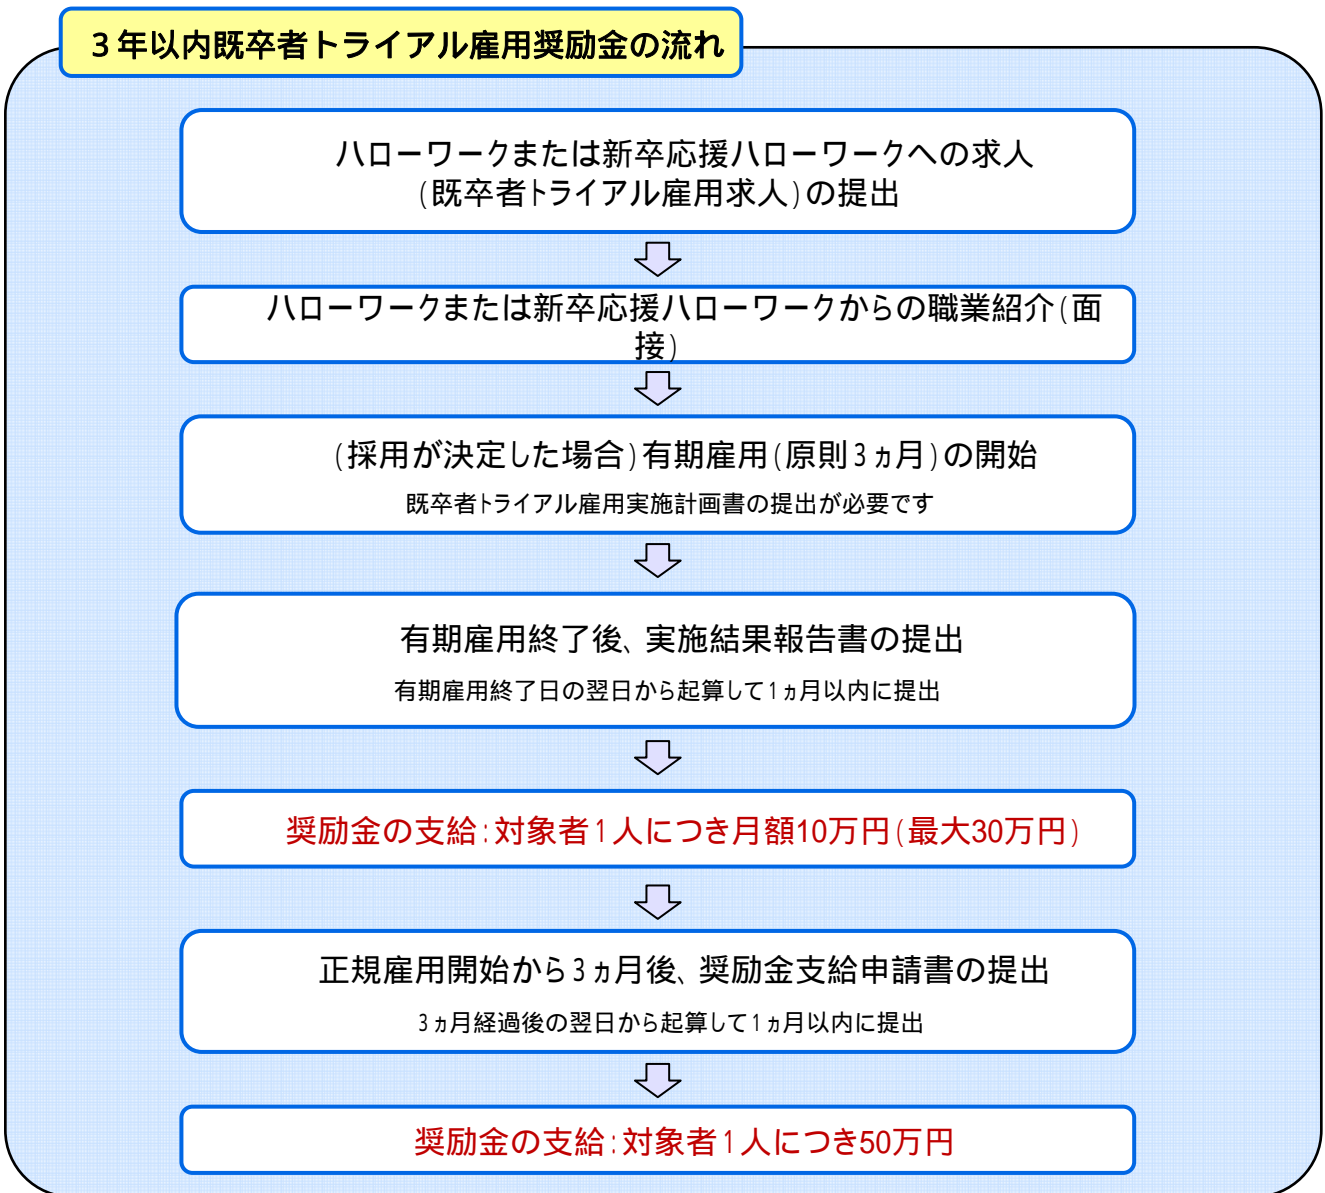 ３年以内既卒者トライアル雇用奨励金の流れ
ハローワークまたは新卒応援ハローワークへの求人
(既卒者トライアル雇用求人)の提出
ハローワークまたは新卒応援ハローワークからの職業紹介(面
接)
(採用が決定した場合)有期雇用(原則3ヵ月)の開始
既卒者トライアル雇用実施計画書の提出が必要です
有期雇用終了後、実施結果報告書の提出
有期雇用終了日の翌日から起算して1ヵ月以内に提出
奨励金の支給:対象者1人につき月額10万円(最大30万円)
正規雇用開始から3ヵ月後、奨励金支給申請書の提出
3ヵ月経過後の翌日から起算して1ヵ月以内に提出
奨励金の支給:対象者1人につき50万円